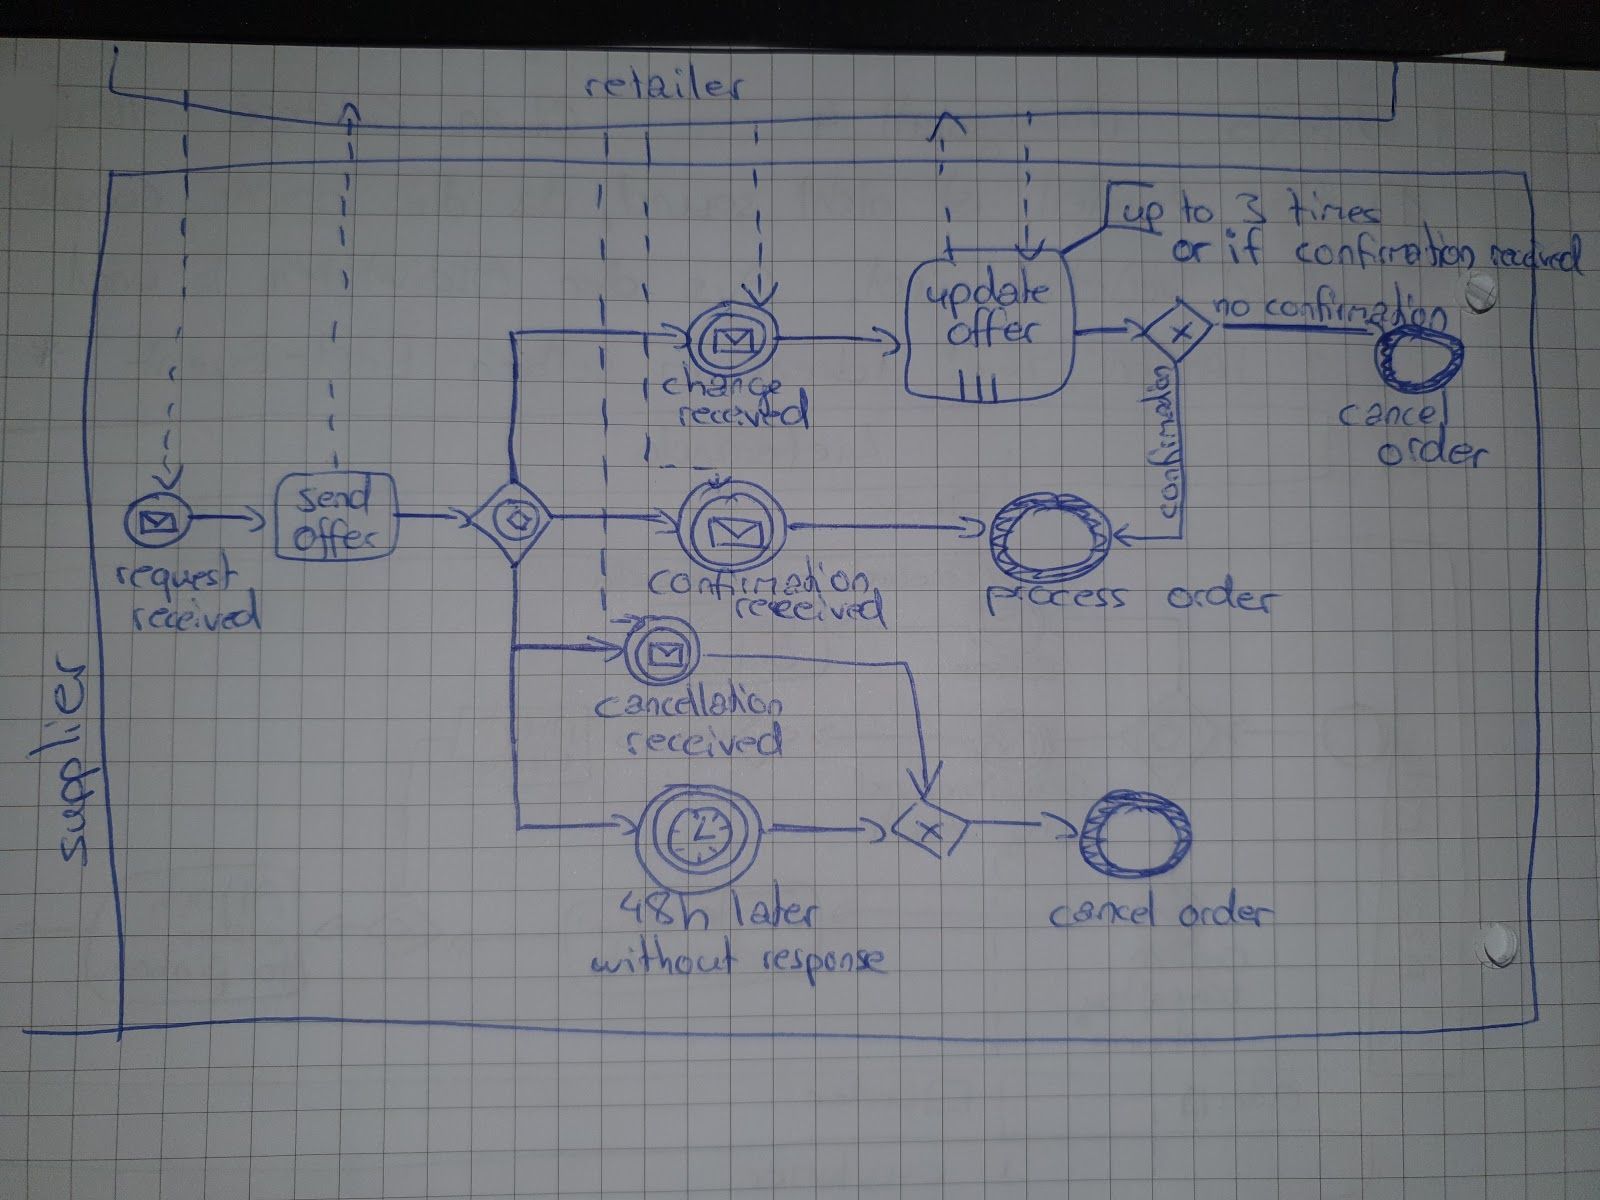 retailer
up to 3 times
or if confirmation received
update
offer
no confirmation
change
received
confirmation
cancel
order
send
offer
request
received
confirmation
received
process order
cancellation
received
supplier
48h later
without response
cancel order